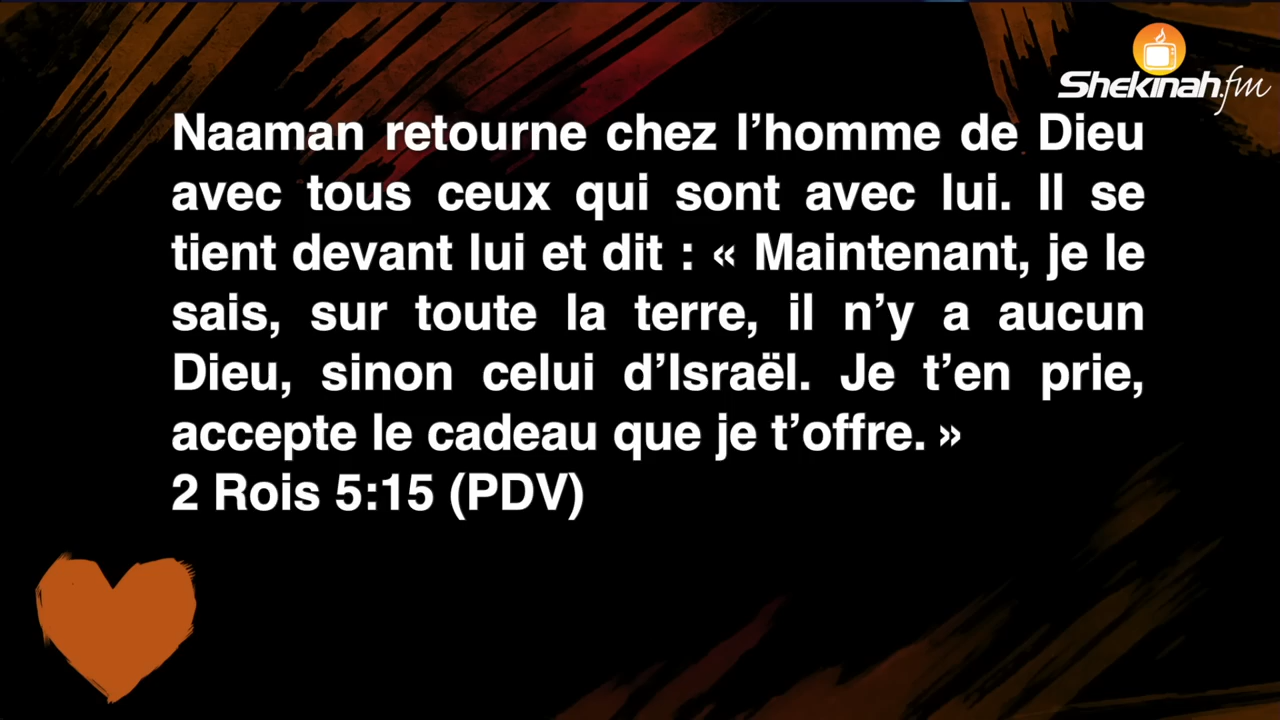 Shekinah.fm
Naaman retourne chez l’homme de Dieu
avec tous ceux qui sont avec lui. Il se
tient devant lui et dit : « Maintenant, je le
sais, sur toute la terre, il n’y a aucun
Dieu, sinon celui d’Israël. Je t’en prie,
accepte le cadeau que je t’offre. »
2 Rois 5:15 (PDV)